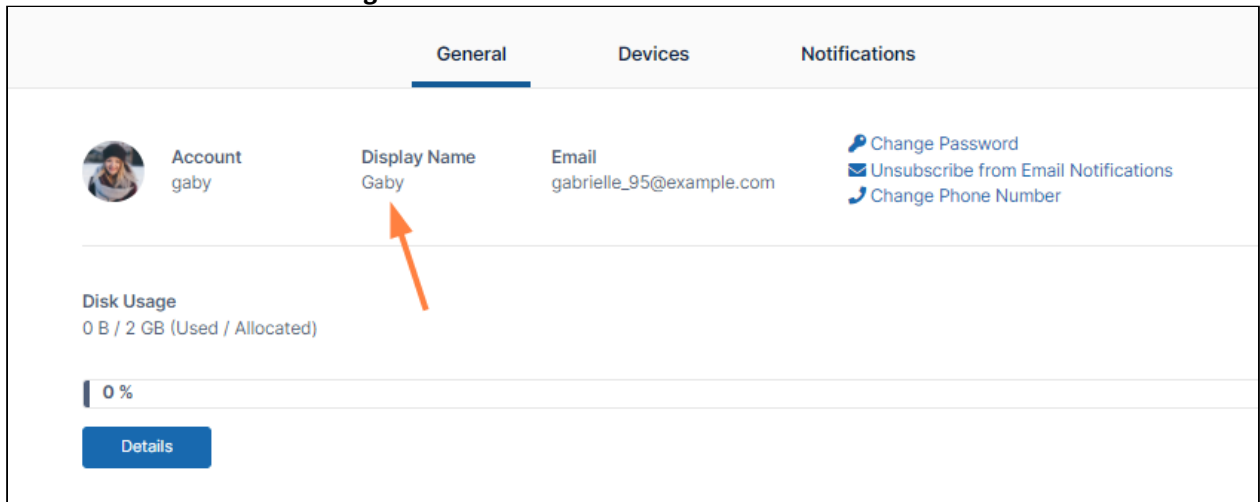 General Devices Notifications
Account Display Name Email
gaby Gaby gabrielle_95@example.com
Change Password
Unsubscribe from Email Notifications
Change Phone Number
Disk Usage
0 B / 2 GB (Used / Allocated)
0 %
Details